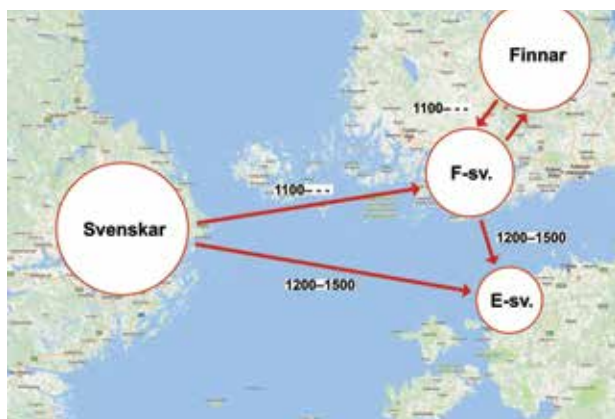 Finnar
1100- - -
F-sv.
1100- - -
Svenskar
1200–1500
E-sv.
1200–1500